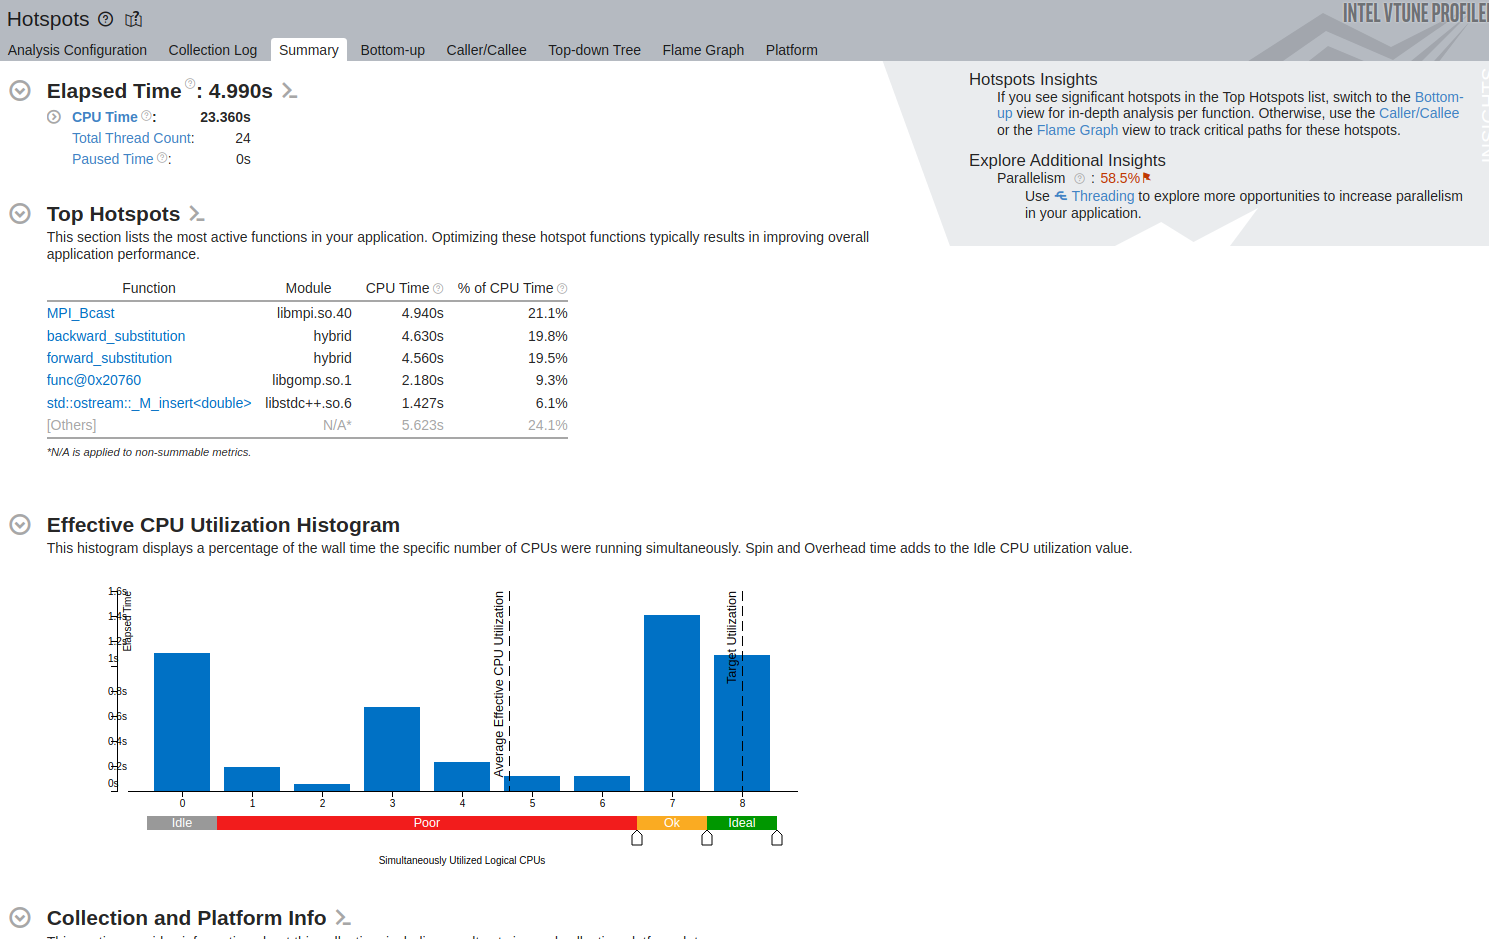 Hotspots
INTEL VTUNE PROFILER
Analysis Configuration Collection Log Summary Bottom-up Caller/Callee Top-down Tree Flame Graph Platform
Elapsed Time : 4.990s
CPU Time : 23.360s
Total Thread Count: 24
Paused Time : 0s
Hotspots Insights
If you see significant hotspots in the Top Hotspots list, switch to the Bottom-
up view for in-depth analysis per function. Otherwise, use the Caller/Callee
or the Flame Graph view to track critical paths for these hotspots.
Explore Additional Insights
Parallelism : 58.5%
Use Threading to explore more opportunities to increase parallelism
in your application.
INSIGHTS
Top Hotspots
This section lists the most active functions in your application. Optimizing these hotspot functions typically results in improving overall
application performance.
Function Module CPU Time % of CPU Time
MPI_Bcast libmpi.so.40 4.940s 21.1%
backward_substitution hybrid 4.630s 19.8%
forward_substitution hybrid 4.560s 19.5%
func@0x20760 libgomp.so.1 2.180s 9.3%
std::ostream::_M_insert<double> libstdc++.so.6 1.427s 6.1%
[Others] N/A* 5.623s 24.1%
*N/A is applied to non-summable metrics.
Effective CPU Utilization Histogram
This histogram displays a percentage of the wall time the specific number of CPUs were running simultaneously. Spin and Overhead time adds to the Idle CPU utilization value.
1.6s
1.4s
1.2s
1s
0.8s
0.6s
0.4s
0.2s
0s
Elapsed Time
Average Effective CPU Utilization
Target Utilization
0 1 2 3 4 5 6 7 8
Idle Poor Ok Ideal
Simultaneously Utilized Logical CPUs
Collection and Platform Info